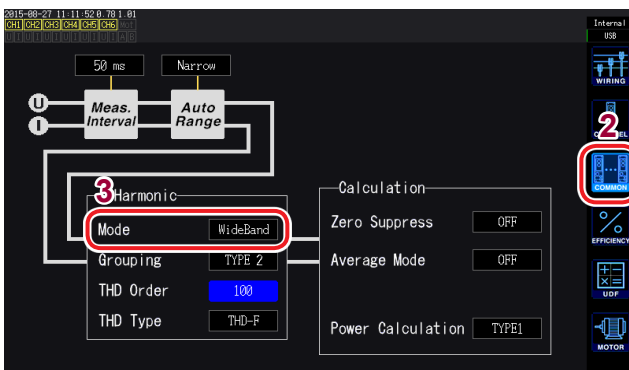 2015-08-27 11:11:52 0.78 1.01
CH1 CH2 CH3 CH4 CH5 CH6 MOT
U I U I U I U I U I U I A B
Internal
USB
50 ms
Narrow
U
I
Meas.
Interval
Auto
Range
WIRING
2
EL
COMMON
3
Harmonic
Mode
WideBand
Grouping
TYPE 2
THD Order
100
THD Type
THD-F
Calculation
Zero Suppress
OFF
Average Mode
OFF
Power Calculation
TYPE1
%
EFFICIENCY
UDF
MOTOR